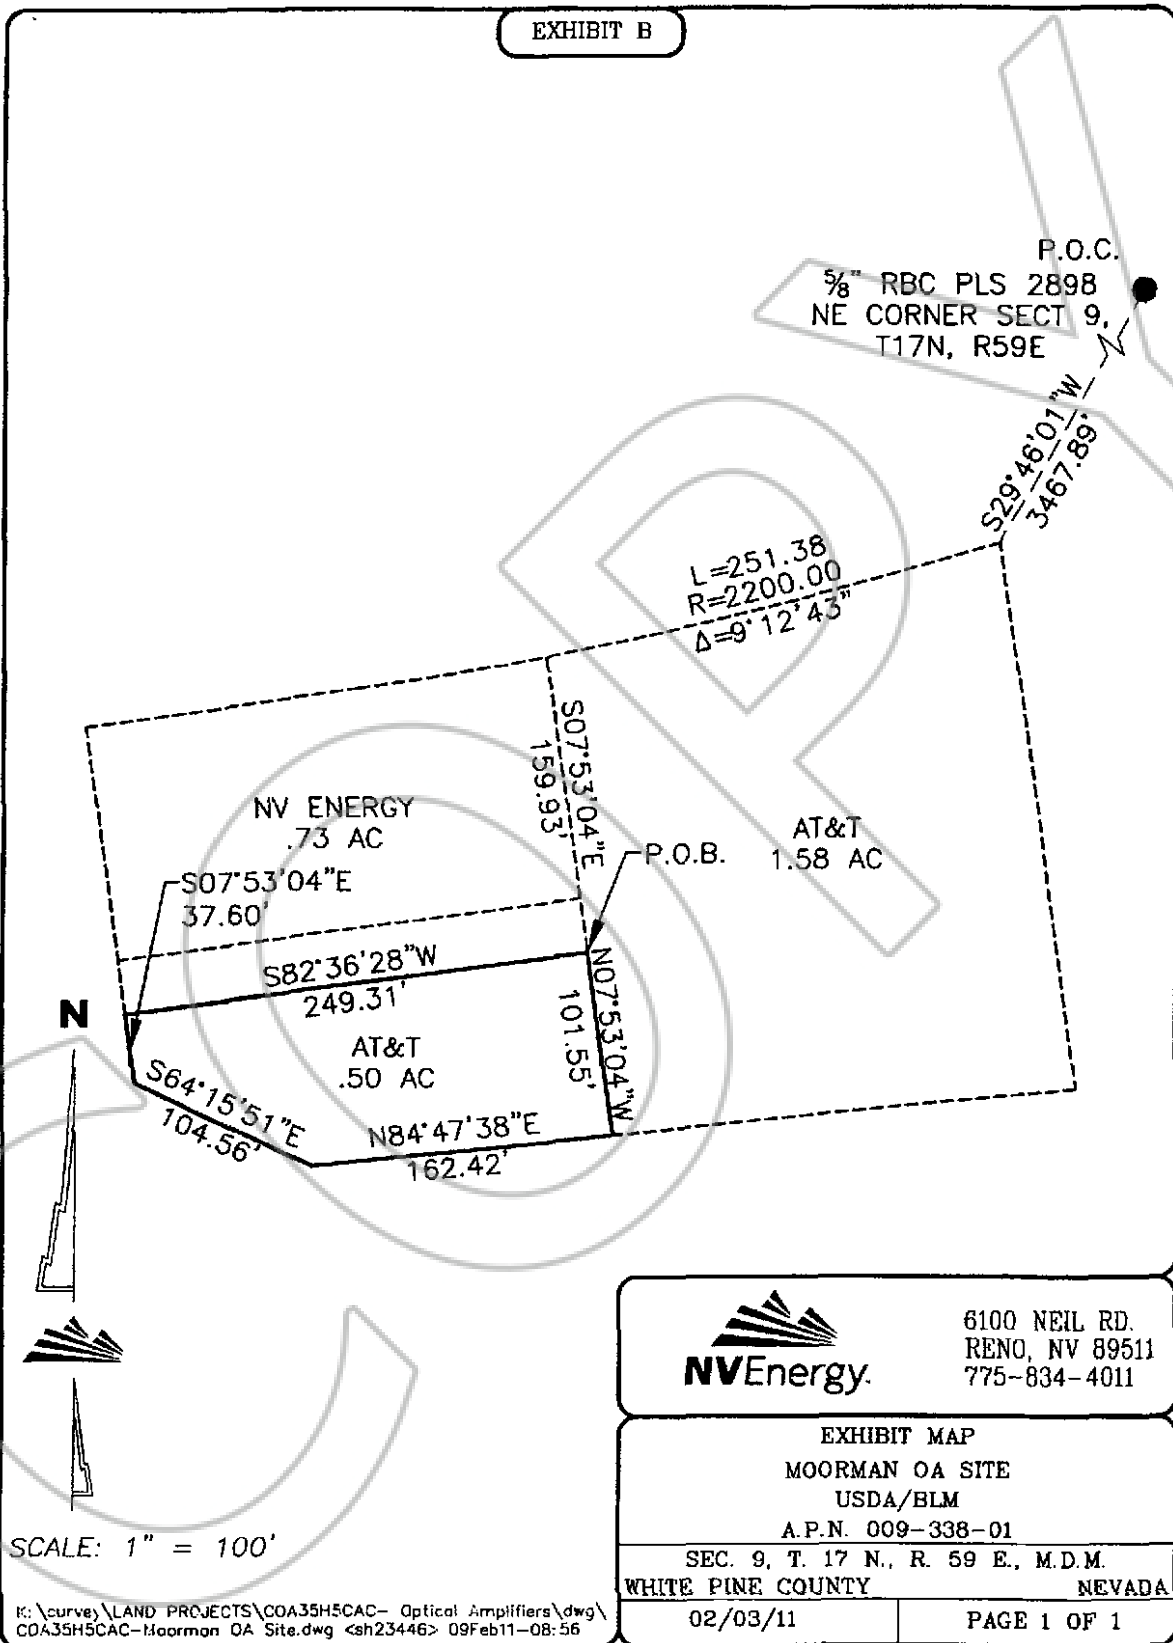 EXHIBIT B
P.O.C.
5/8" RBC PLS 2898
NE CORNER SECT 9,
T17N, R59E
S29°46'01"W
3467.89'
L=251.38
R=2200.00
Δ=9°12'43"
S07°53'04"E
159.93'
NV ENERGY
.73 AC
AT&T
1.58 AC
P.O.B.
S07°53'04"E
37.60'
S82°36'28"W
249.31'
N07°53'04"W
101.55'
N
AT&T
.50 AC
S64°15'51"E
104.56'
N84°47'38"E
162.42'
COPY
SCALE: 1" = 100'
NVEnergy.
6100 NEIL RD.
RENO, NV 89511
775-834-4011
EXHIBIT MAP
MOORMAN OA SITE
USDA/BLM
A.P.N. 009-338-01
SEC. 9, T. 17 N., R. 59 E., M.D.M.
WHITE PINE COUNTY NEVADA
02/03/11 PAGE 1 OF 1
K:\curvey\LAND PROJECTS\COA35H5CAC- Optical Amplifiers\dwg\
COA35H5CAC-Moorman OA Site.dwg <sh23446> 09Feb11-08:56